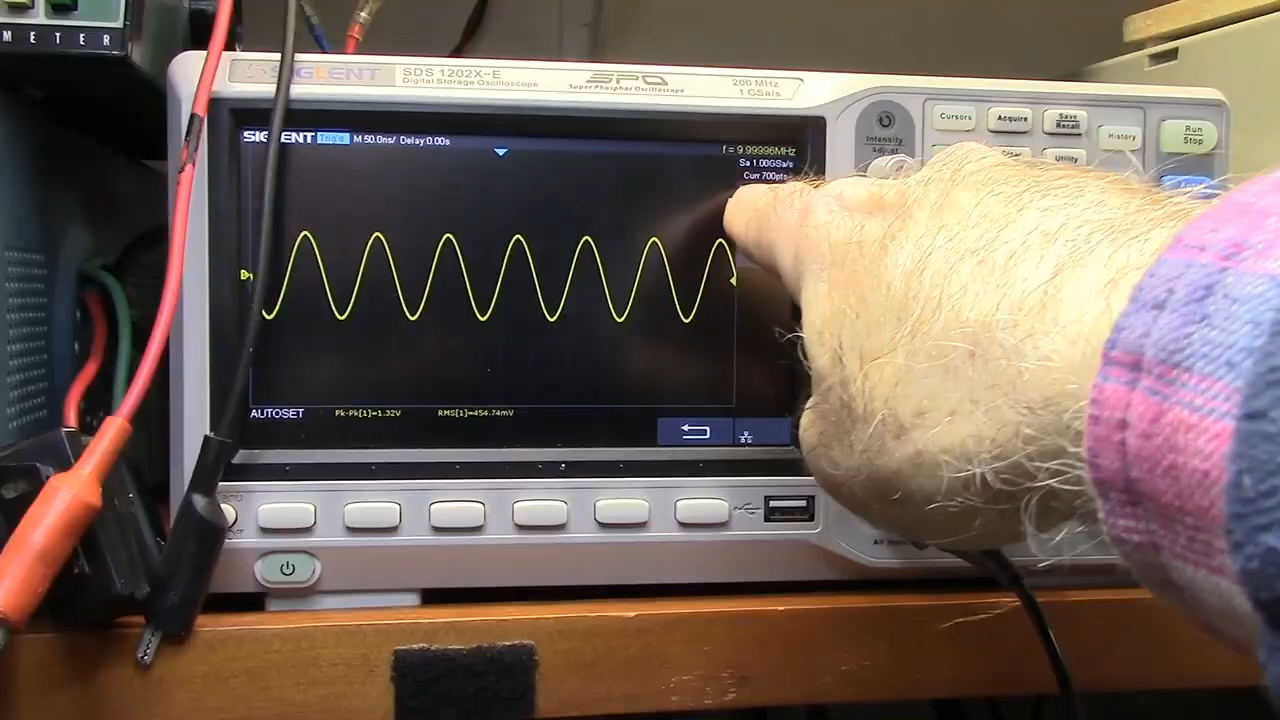 METER
SIGLENT
SDS 1202X-E
Digital Storage Oscilloscope
SPO
Super Phosphor Oscilloscope
200 MHz
1 GSa/s
Intensity
Adjust
Cursors
Acquire
Save
Recall
History
Run
Stop
Utility
SIGLENT Trig'd M 50.0ns/ Delay0.00s
f = 9.99996MHz
Sa 1.00GSa/s
Curr 700pts
AUTOSET
Pk-Pk[1]=1.32V
RMS[1]=454.74mV